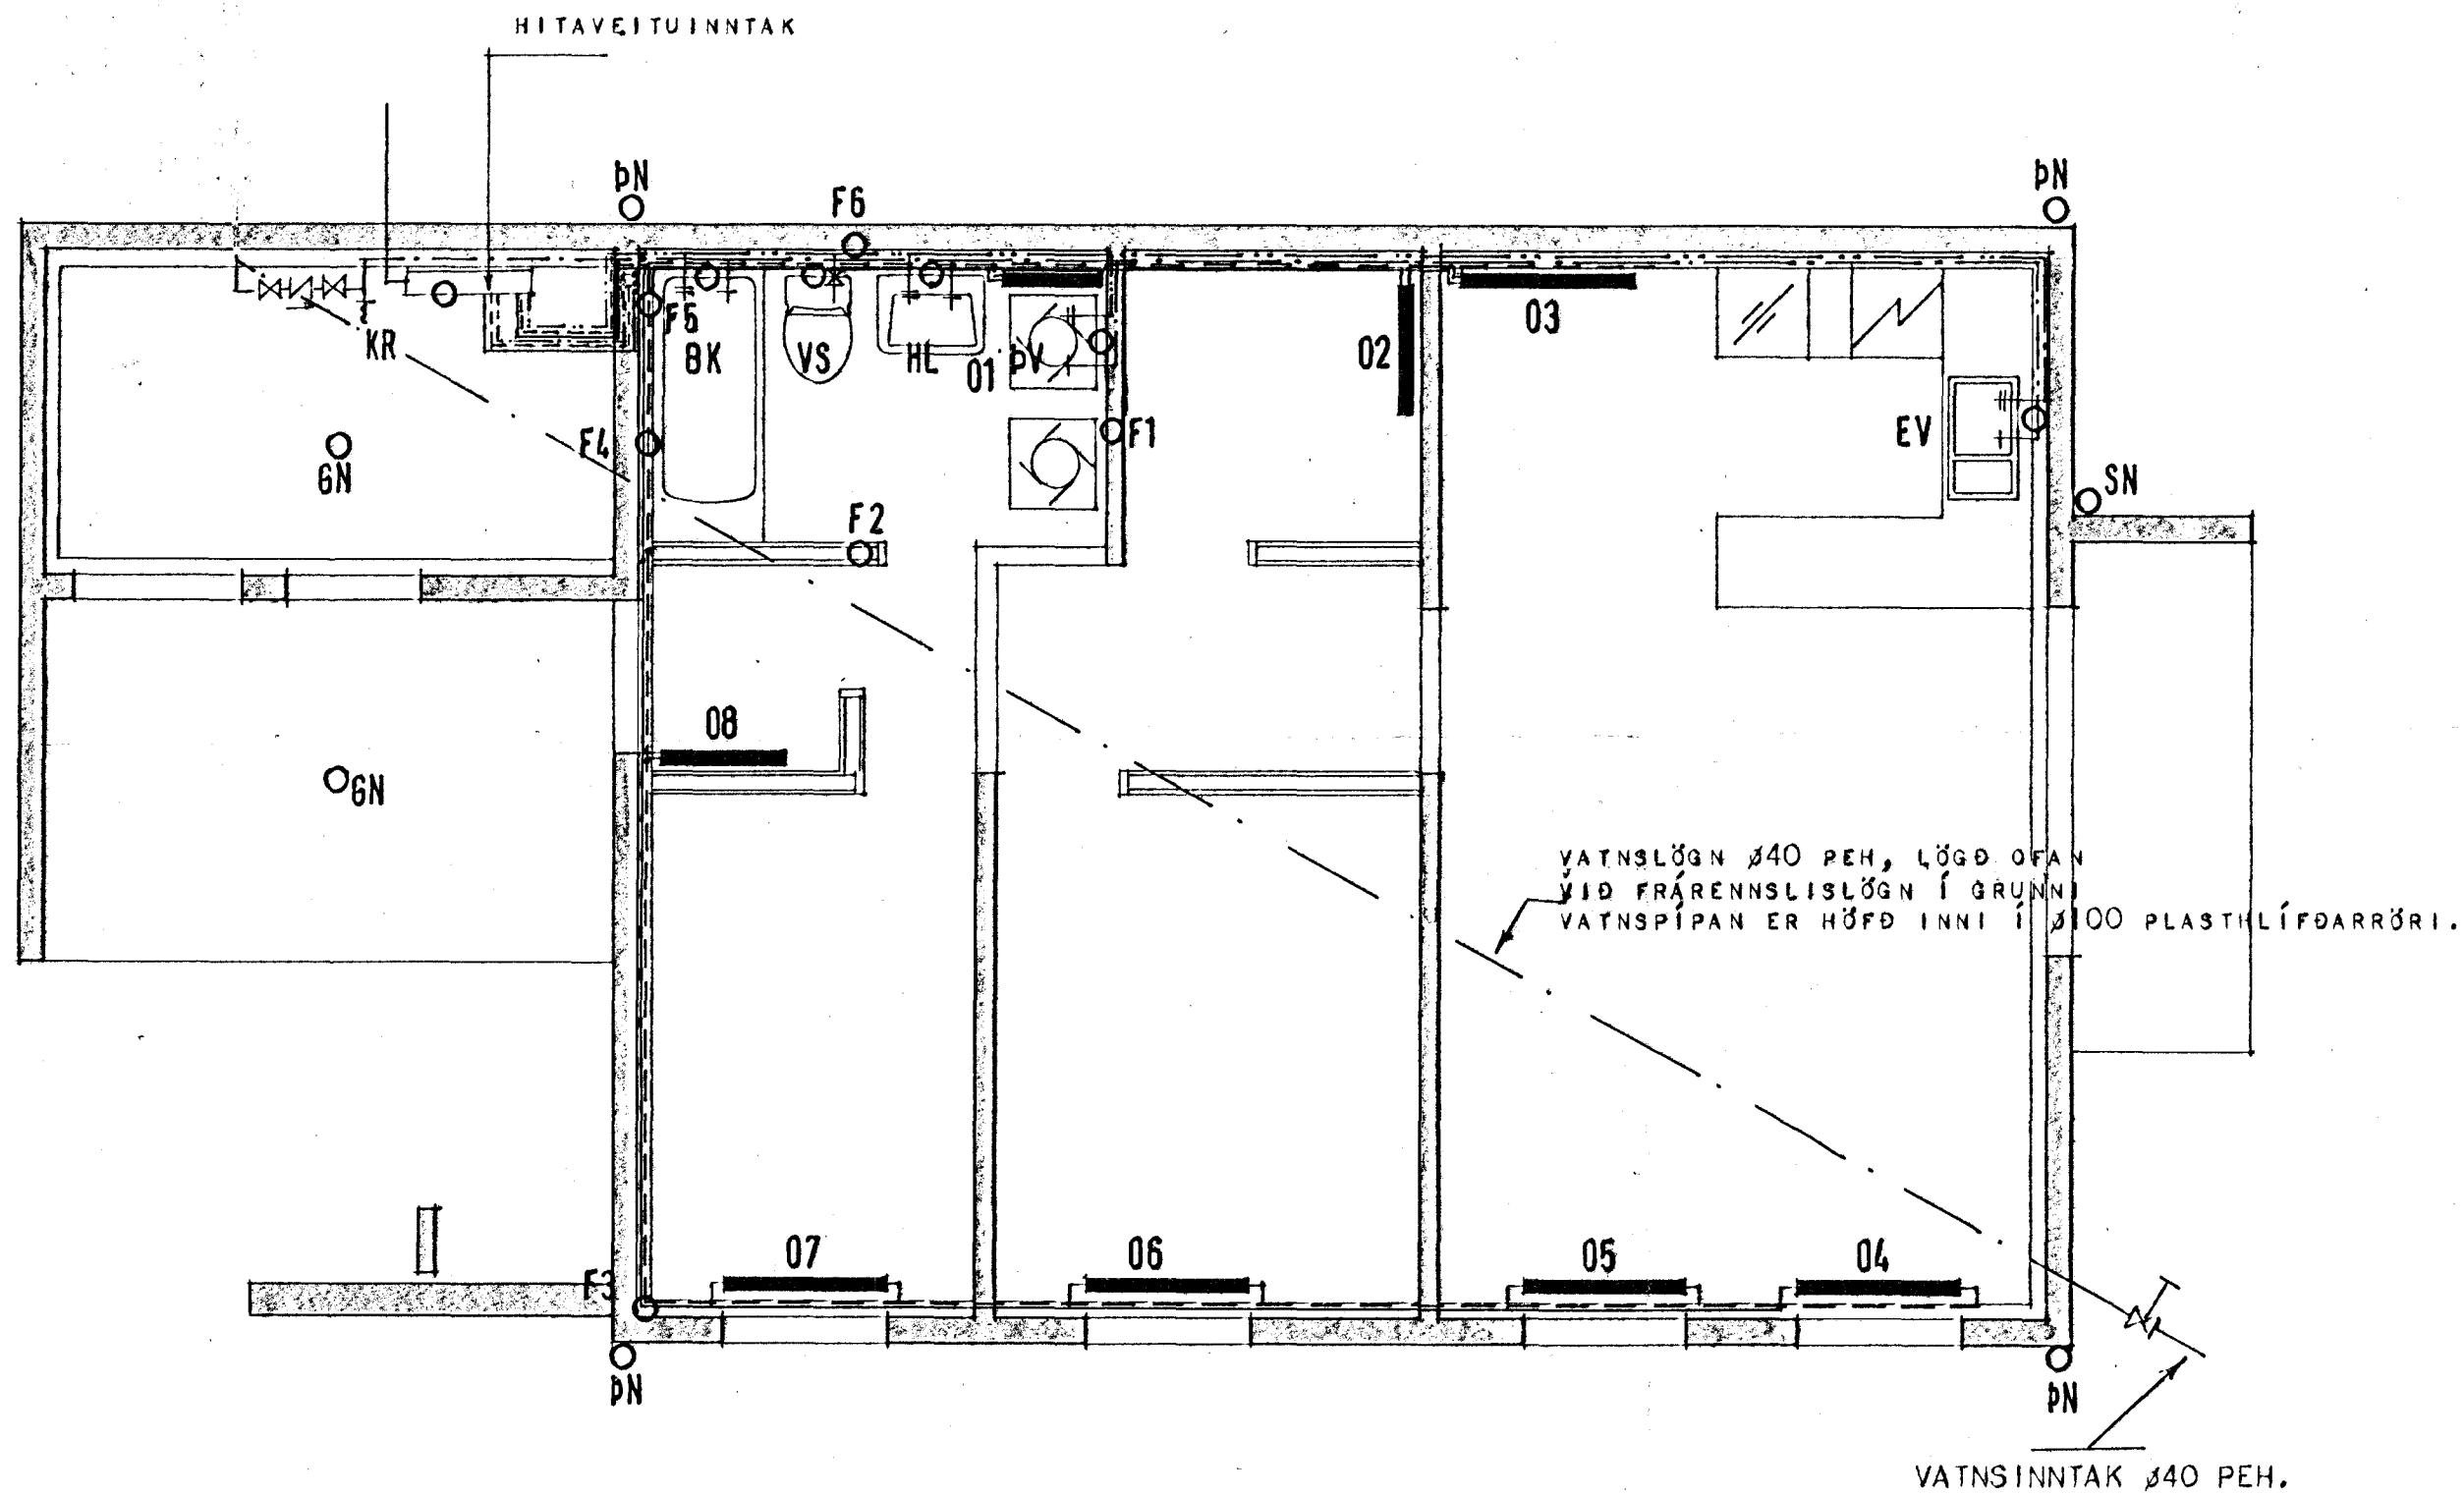 HITAVEITUINNTAK
ÞN
F6
ÞN
F5
KR
BK
VS
HL
01
ÞV
02
03
F4
F1
EV
GN
SN
F2
08
GN
VATNSLÖGN ø40 PEH, LÖGÐ OFAN
VIÐ FRÁRENNSLISLÖGN Í GRUNNI
VATNSPÍPAN ER HÖFÐ INNI Í ø100 PLASTHLÍFÐARRÖRI.
07
06
05
04
F3
ÞN
ÞN
VATNSINNTAK ø40 PEH.